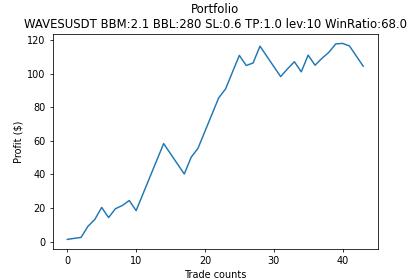 Portfolio
WAVESUSDT BBM:2.1 BBL:280 SL:0.6 TP:1.0 lev:10 WinRatio:68.0
120
100
80
60
40
20
0
Profit ($)
0 10 20 30 40
Trade counts